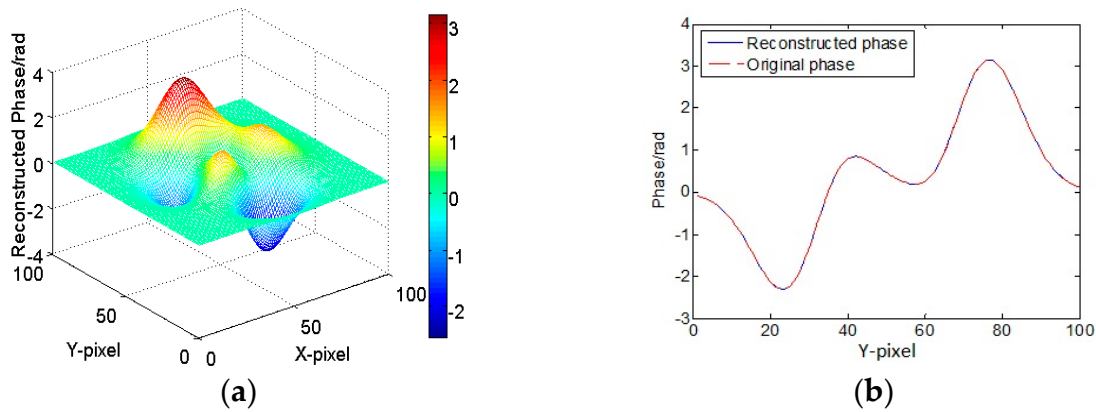 Reconstructed Phase/rad
4
2
0
-2
-4
100
50
0
Y-pixel
0
50
100
X-pixel
3
2
1
0
-1
-2
(a)
Reconstructed phase
Original phase
Phase/rad
4
3
2
1
0
-1
-2
-3
0 20 40 60 80 100
Y-pixel
(b)